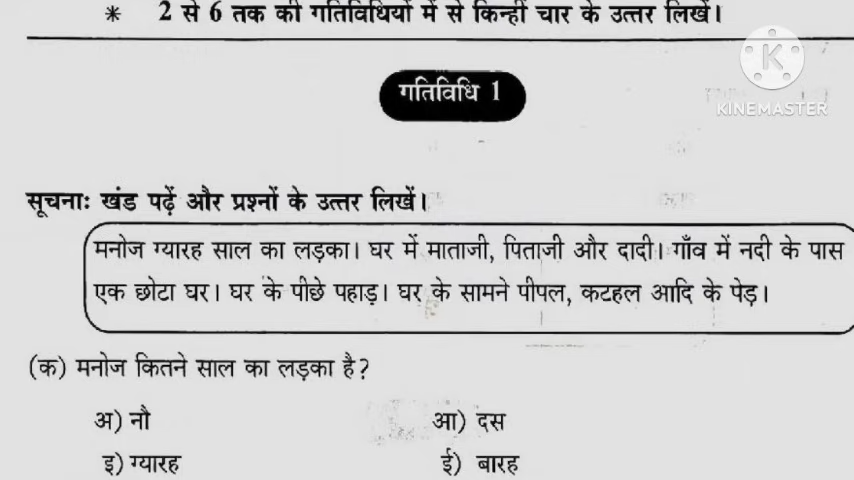 * 2 से 6 तक की गतिविधियों में से किन्हीं चार के उत्तर लिखें।
KINEMASTER
गतिविधि 1
सूचनाः खंड पढ़ें और प्रश्नों के उत्तर लिखें।
मनोज ग्यारह साल का लड़का। घर में माताजी, पिताजी और दादी। गाँव में नदी के पास
एक छोटा घर। घर के पीछे पहाड़। घर के सामने पीपल, कटहल आदि के पेड़।
(क) मनोज कितने साल का लड़का है?
अ) नौ आ) दस
इ) ग्यारह ई) बारह